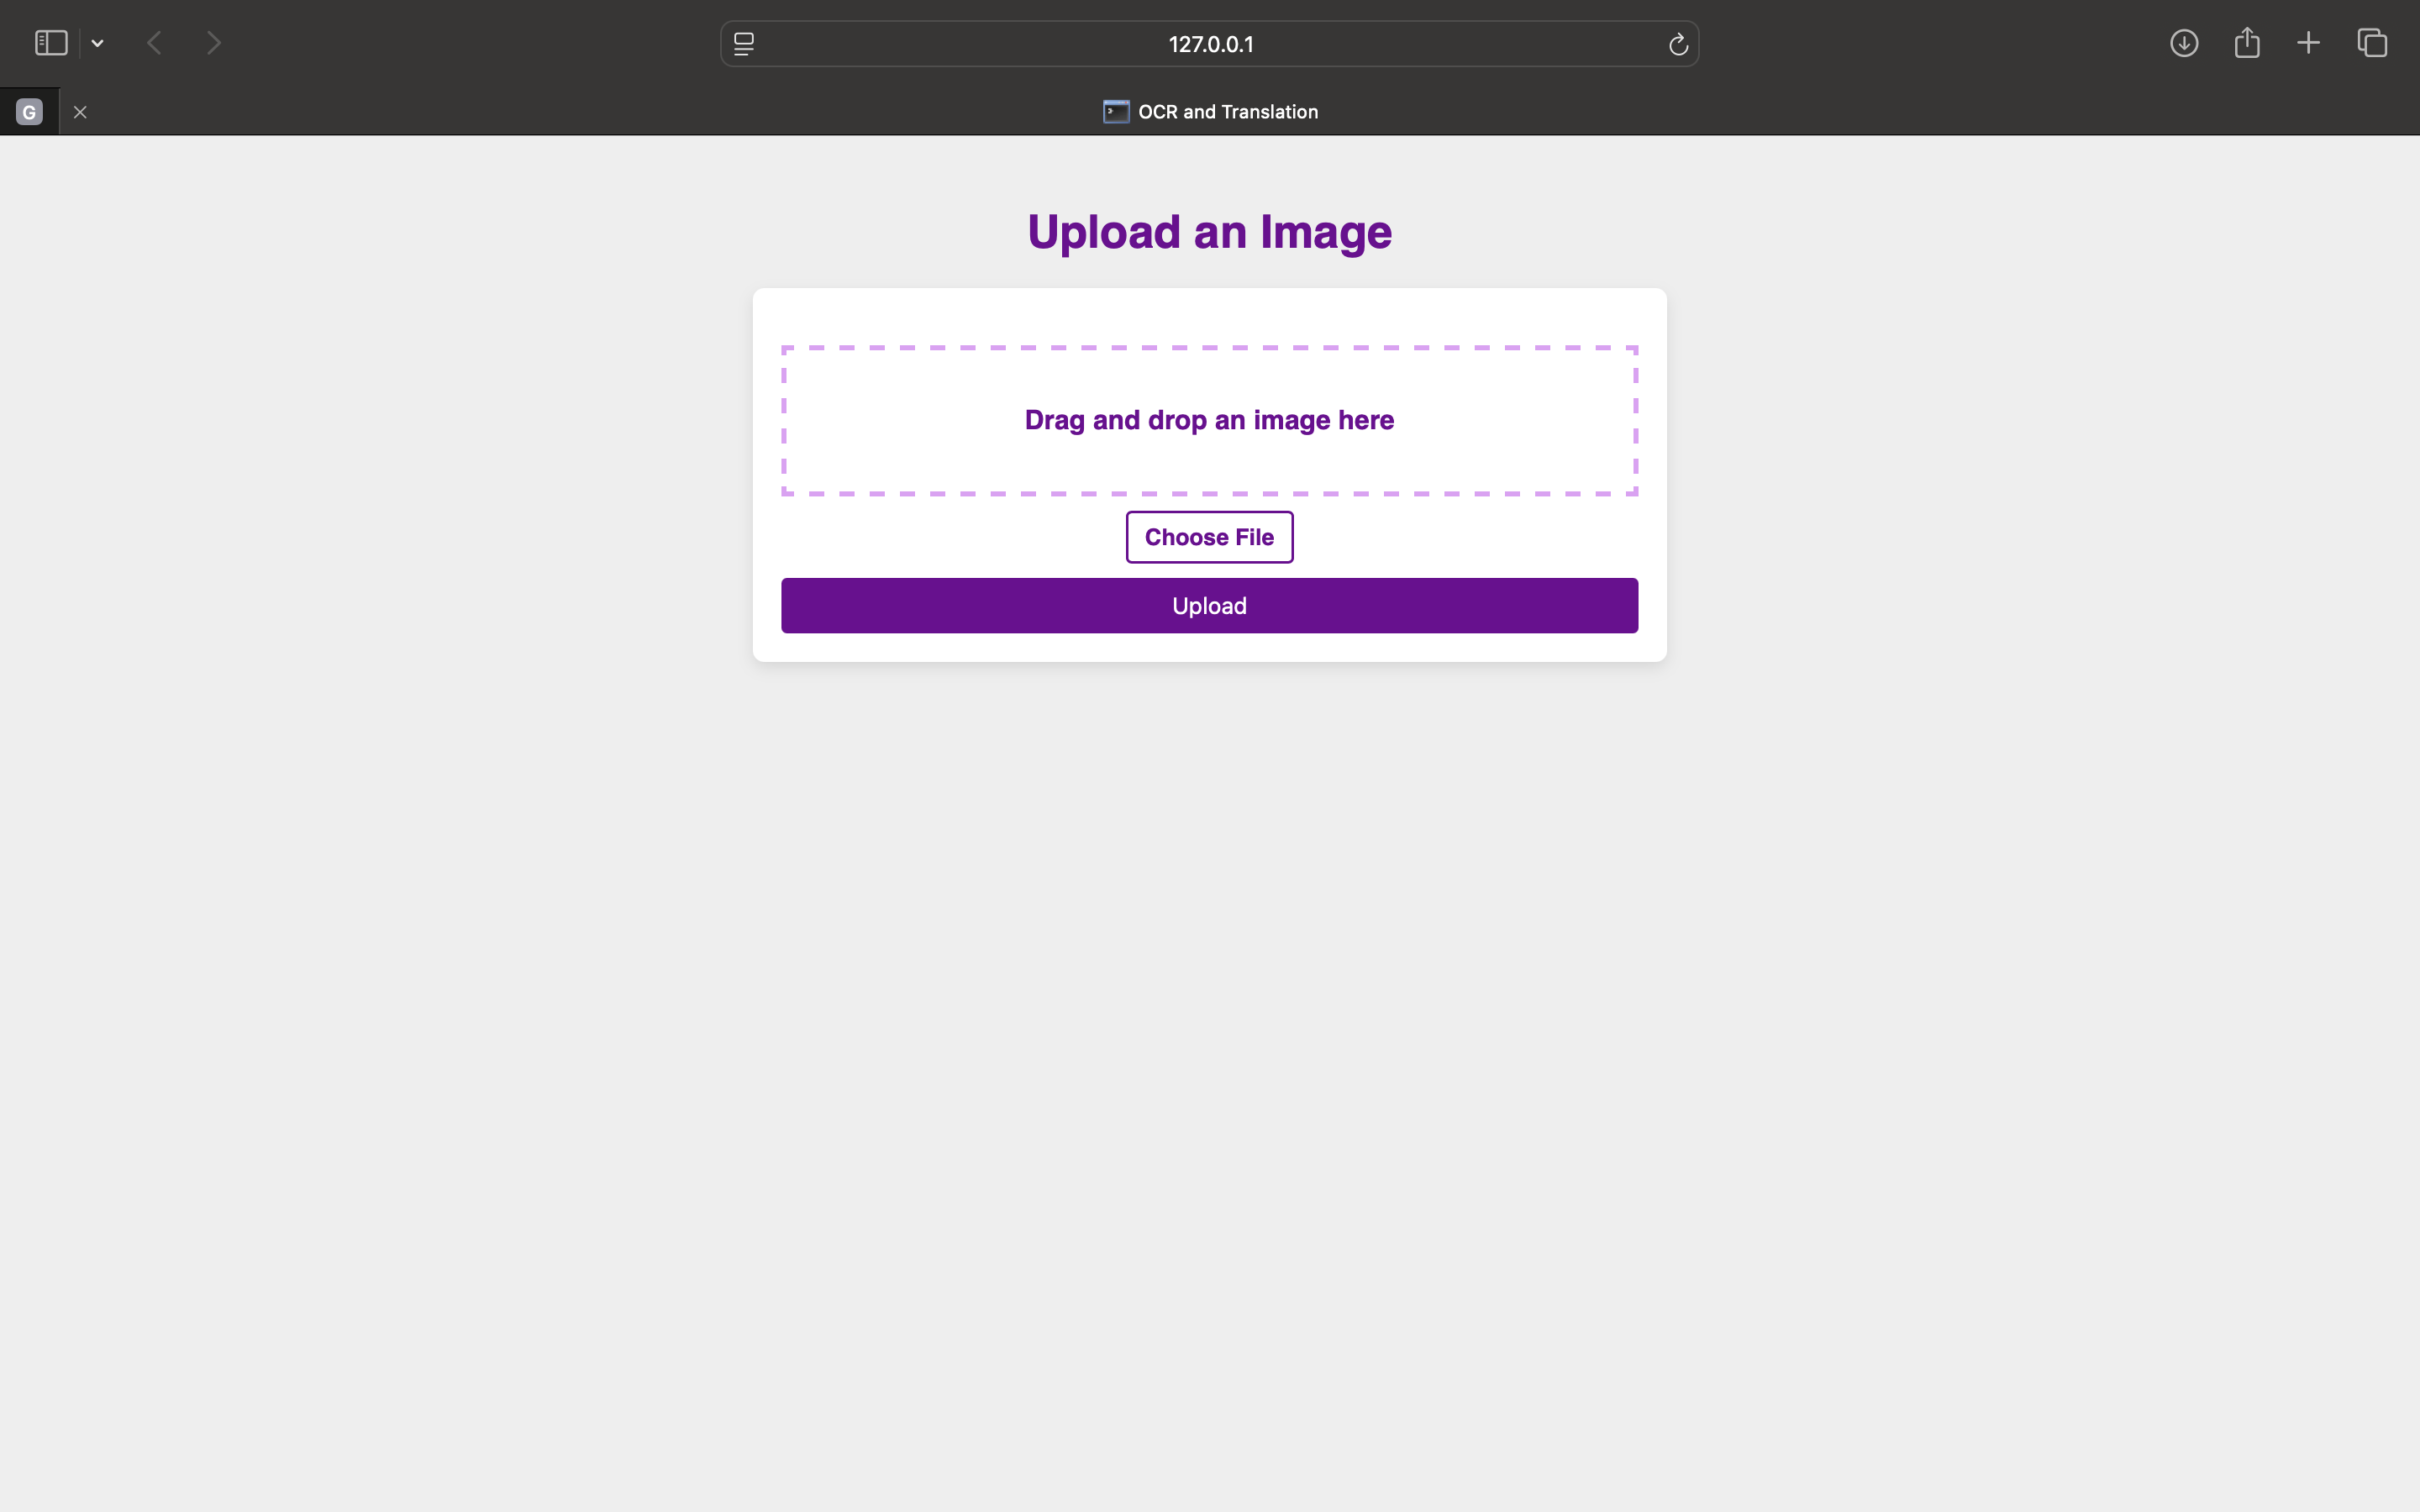 127.0.0.1
G
OCR and Translation
Upload an Image
Drag and drop an image here
Choose File
Upload